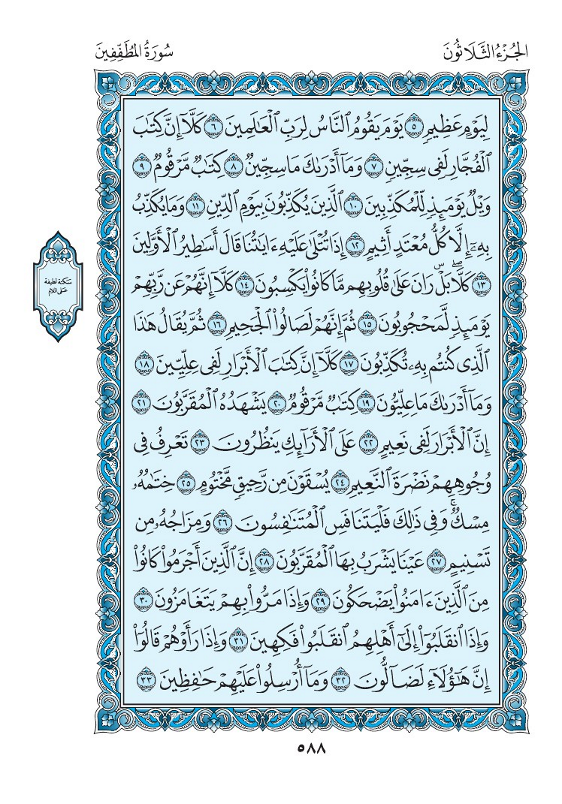 الجُزْءُ الثَّلَاثُونَ
سُورَةُ المُطَفِّفِينَ
لِيَوْمٍ عَظِيمٍ ٥ يَوْمَ يَقُومُ ٱلنَّاسُ لِرَبِّ ٱلْعَٰلَمِينَ ٦ كَلَّآ إِنَّ كِتَٰبَ
ٱلْفُجَّارِ لَفِى سِجِّينٍ ٧ وَمَآ أَدْرَىٰكَ مَا سِجِّينٌ ٨ كِتَٰبٌ مَّرْقُومٌ ٩
وَيْلٌ يَوْمَئِذٍ لِّلْمُكَذِّبِينَ ١٠ ٱلَّذِينَ يُكَذِّبُونَ بِيَوْمِ ٱلدِّينِ ١١ وَمَا يُكَذِّبُ
بِهِۦٓ إِلَّا كُلُّ مُعْتَدٍ أَثِيمٍ ١٢ إِذَا تُتْلَىٰ عَلَيْهِ ءَايَٰتُنَا قَالَ أَسَٰطِيرُ ٱلْأَوَّلِينَ
١٣ كَلَّا ۖ بَلْ ۜ رَانَ عَلَىٰ قُلُوبِهِم مَّا كَانُوا۟ يَكْسِبُونَ ١٤ كَلَّآ إِنَّهُمْ عَن رَّبِّهِمْ
يَوْمَئِذٍ لَّمَحْجُوبُونَ ١٥ ثُمَّ إِنَّهُمْ لَصَالُوا۟ ٱلْجَحِيمِ ١٦ ثُمَّ يُقَالُ هَٰذَا
ٱلَّذِى كُنتُم بِهِۦ تُكَذِّبُونَ ١٧ كَلَّآ إِنَّ كِتَٰبَ ٱلْأَبْرَارِ لَفِى عِلِّيِّينَ ١٨
وَمَآ أَدْرَىٰكَ مَا عِلِّيُّونَ ١٩ كِتَٰبٌ مَّرْقُومٌ ٢٠ يَشْهَدُهُ ٱلْمُقَرَّبُونَ ٢١
إِنَّ ٱلْأَبْرَارَ لَفِى نَعِيمٍ ٢٢ عَلَى ٱلْأَرَآئِكِ يَنظُرُونَ ٢٣ تَعْرِفُ فِى
وُجُوهِهِمْ نَضْرَةَ ٱلنَّعِيمِ ٢٤ يُسْقَوْنَ مِن رَّحِيقٍ مَّخْتُومٍ ٢٥ خِتَٰمُهُۥ
مِسْكٌ ۚ وَفِى ذَٰلِكَ فَلْيَتَنَافَسِ ٱلْمُتَنَٰفِسُونَ ٢٦ وَمِزَاجُهُۥ مِن
تَسْنِيمٍ ٢٧ عَيْنًا يَشْرَبُ بِهَا ٱلْمُقَرَّبُونَ ٢٨ إِنَّ ٱلَّذِينَ أَجْرَمُوا۟ كَانُوا۟
مِنَ ٱلَّذِينَ ءَامَنُوا۟ يَضْحَكُونَ ٢٩ وَإِذَا مَرُّوا۟ بِهِمْ يَتَغَامَزُونَ ٣٠
وَإِذَا ٱنقَلَبُوٓا۟ إِلَىٰٓ أَهْلِهِمُ ٱنقَلَبُوا۟ فَكِهِينَ ٣١ وَإِذَا رَأَوْهُمْ قَالُوٓا۟
إِنَّ هَٰٓؤُلَآءِ لَضَآلُّونَ ٣٢ وَمَآ أُرْسِلُوا۟ عَلَيْهِمْ حَٰفِظِينَ ٣٣
سكتة لطيفة
على اللام
٥٨٨